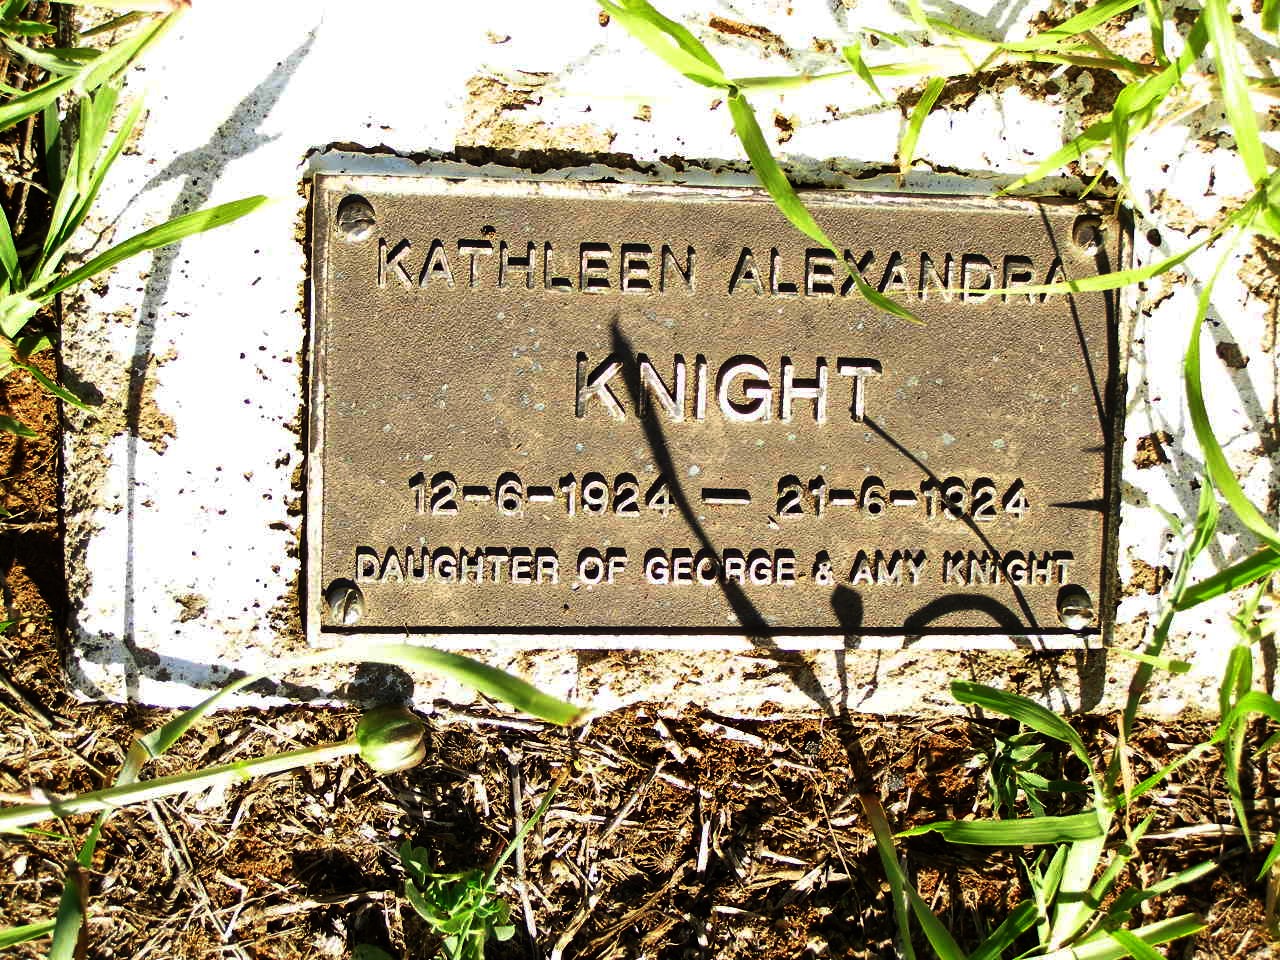 KATHLEEN ALEXANDRA
KNIGHT
12-6-1924 — 21-6-1924
DAUGHTER OF GEORGE & AMY KNIGHT